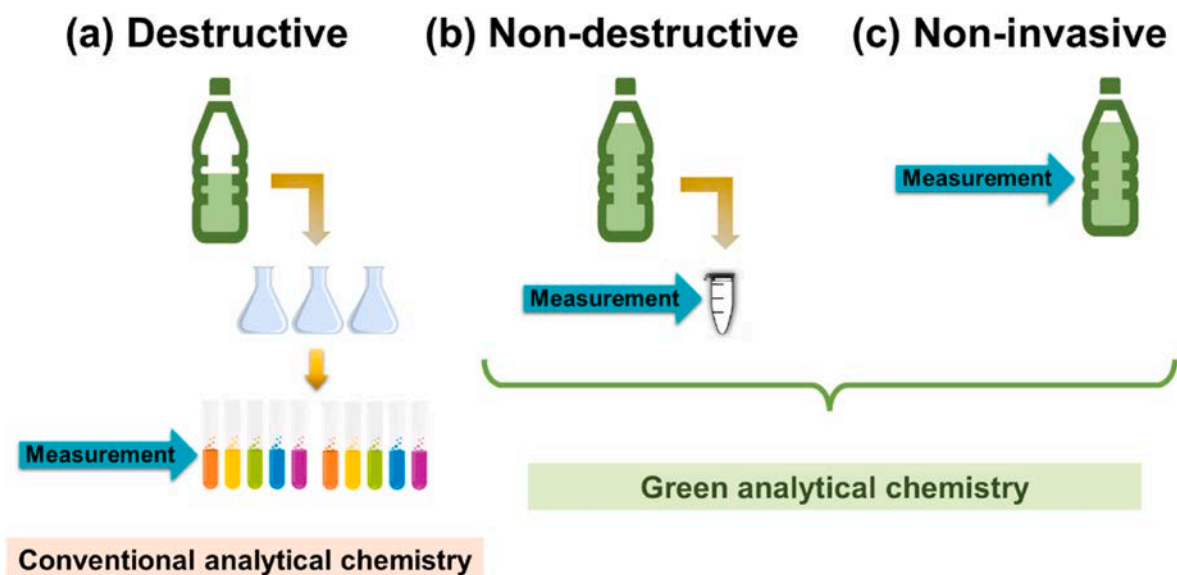 (a) Destructive
(b) Non-destructive
(c) Non-invasive
Measurement
Measurement
Measurement
Green analytical chemistry
Conventional analytical chemistry